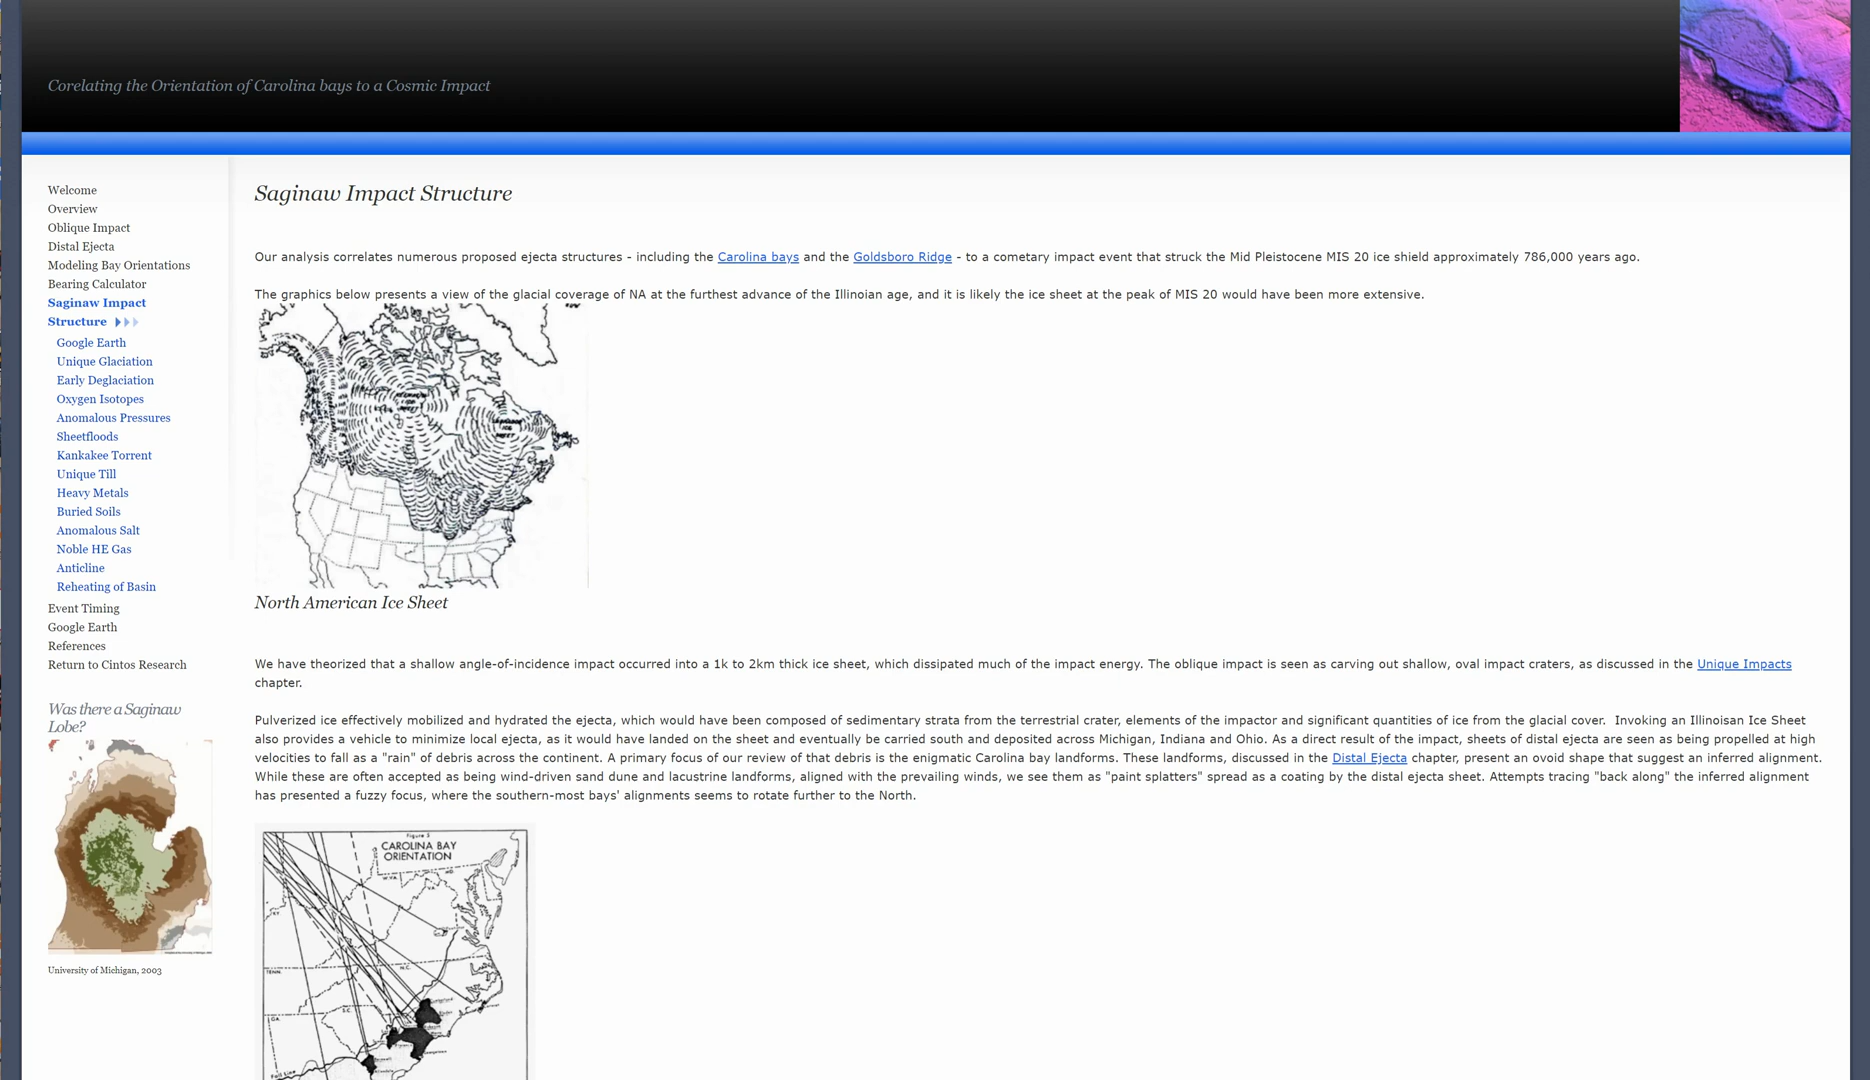 Corelating the Orientation of Carolina bays to a Cosmic Impact
Welcome
Overview
Oblique Impact
Distal Ejecta
Modeling Bay Orientations
Bearing Calculator
Saginaw Impact
Structure
Google Earth
Unique Glaciation
Early Deglaciation
Oxygen Isotopes
Anomalous Pressures
Sheetfloods
Kankakee Torrent
Unique Till
Heavy Metals
Buried Soils
Anomalous Salt
Noble HE Gas
Anticline
Reheating of Basin
Event Timing
Google Earth
References
Return to Cintos Research
Was there a Saginaw
Lobe?
University of Michigan, 2003
Saginaw Impact Structure
Our analysis correlates numerous proposed ejecta structures - including the Carolina bays and the Goldsboro Ridge - to a cometary impact event that struck the Mid Pleistocene MIS 20 ice shield approximately 786,000 years ago.
The graphics below presents a view of the glacial coverage of NA at the furthest advance of the Illinoian age, and it is likely the ice sheet at the peak of MIS 20 would have been more extensive.
North American Ice Sheet
We have theorized that a shallow angle-of-incidence impact occurred into a 1k to 2km thick ice sheet, which dissipated much of the impact energy. The oblique impact is seen as carving out shallow, oval impact craters, as discussed in the Unique Impacts
chapter.
Pulverized ice effectively mobilized and hydrated the ejecta, which would have been composed of sedimentary strata from the terrestrial crater, elements of the impactor and significant quantities of ice from the glacial cover.  Invoking an Illinoisan Ice Sheet
also provides a vehicle to minimize local ejecta, as it would have landed on the sheet and eventually be carried south and deposited across Michigan, Indiana and Ohio. As a direct result of the impact, sheets of distal ejecta are seen as being propelled at high
velocities to fall as a "rain" of debris across the continent. A primary focus of our review of that debris is the enigmatic Carolina bay landforms. These landforms, discussed in the Distal Ejecta chapter, present an ovoid shape that suggest an inferred alignment.
While these are often accepted as being wind-driven sand dune and lacustrine landforms, aligned with the prevailing winds, we see them as "paint splatters" spread as a coating by the distal ejecta sheet. Attempts tracing "back along" the inferred alignment
has presented a fuzzy focus, where the southern-most bays' alignments seems to rotate further to the North.
Figure 3
CAROLINA BAY
ORIENTATION
W.VA.
TENN.
N.C.
S.C.
GA.
Fall Line